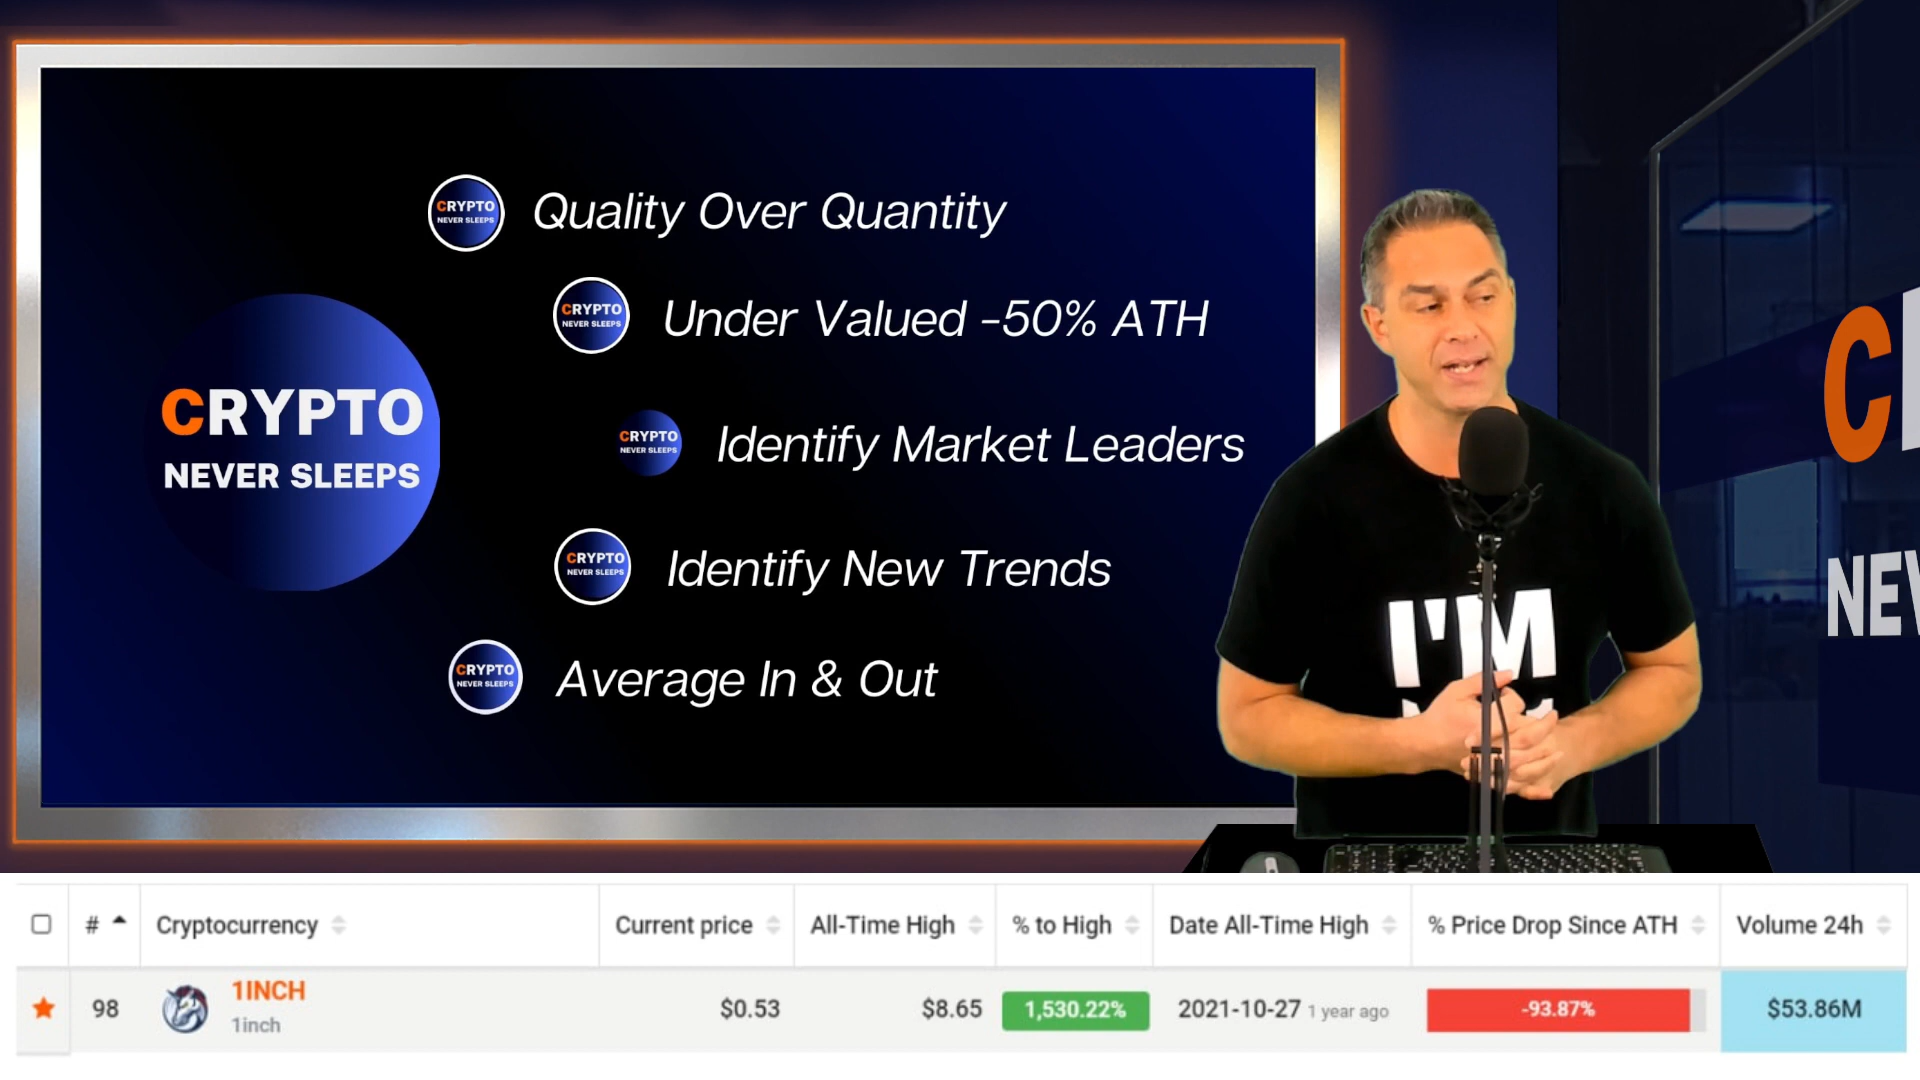 CRYPTO
NEVER SLEEPS
Quality Over Quantity
CRYPTO
NEVER SLEEPS
Under Valued -50% ATH
CRYPTO
NEVER SLEEPS
CRYPTO
NEVER SLEEPS
Identify Market Leaders
CRYPTO
NEVER SLEEPS
Identify New Trends
CRYPTO
NEVER SLEEPS
Average In & Out
I'M
C
NEV
# Cryptocurrency Current price All-Time High % to High Date All-Time High % Price Drop Since ATH Volume 24h
98 1INCH $0.53 $8.65 1,530.22% 2021-10-27 1 year ago -93.87% $53.86M
1inch